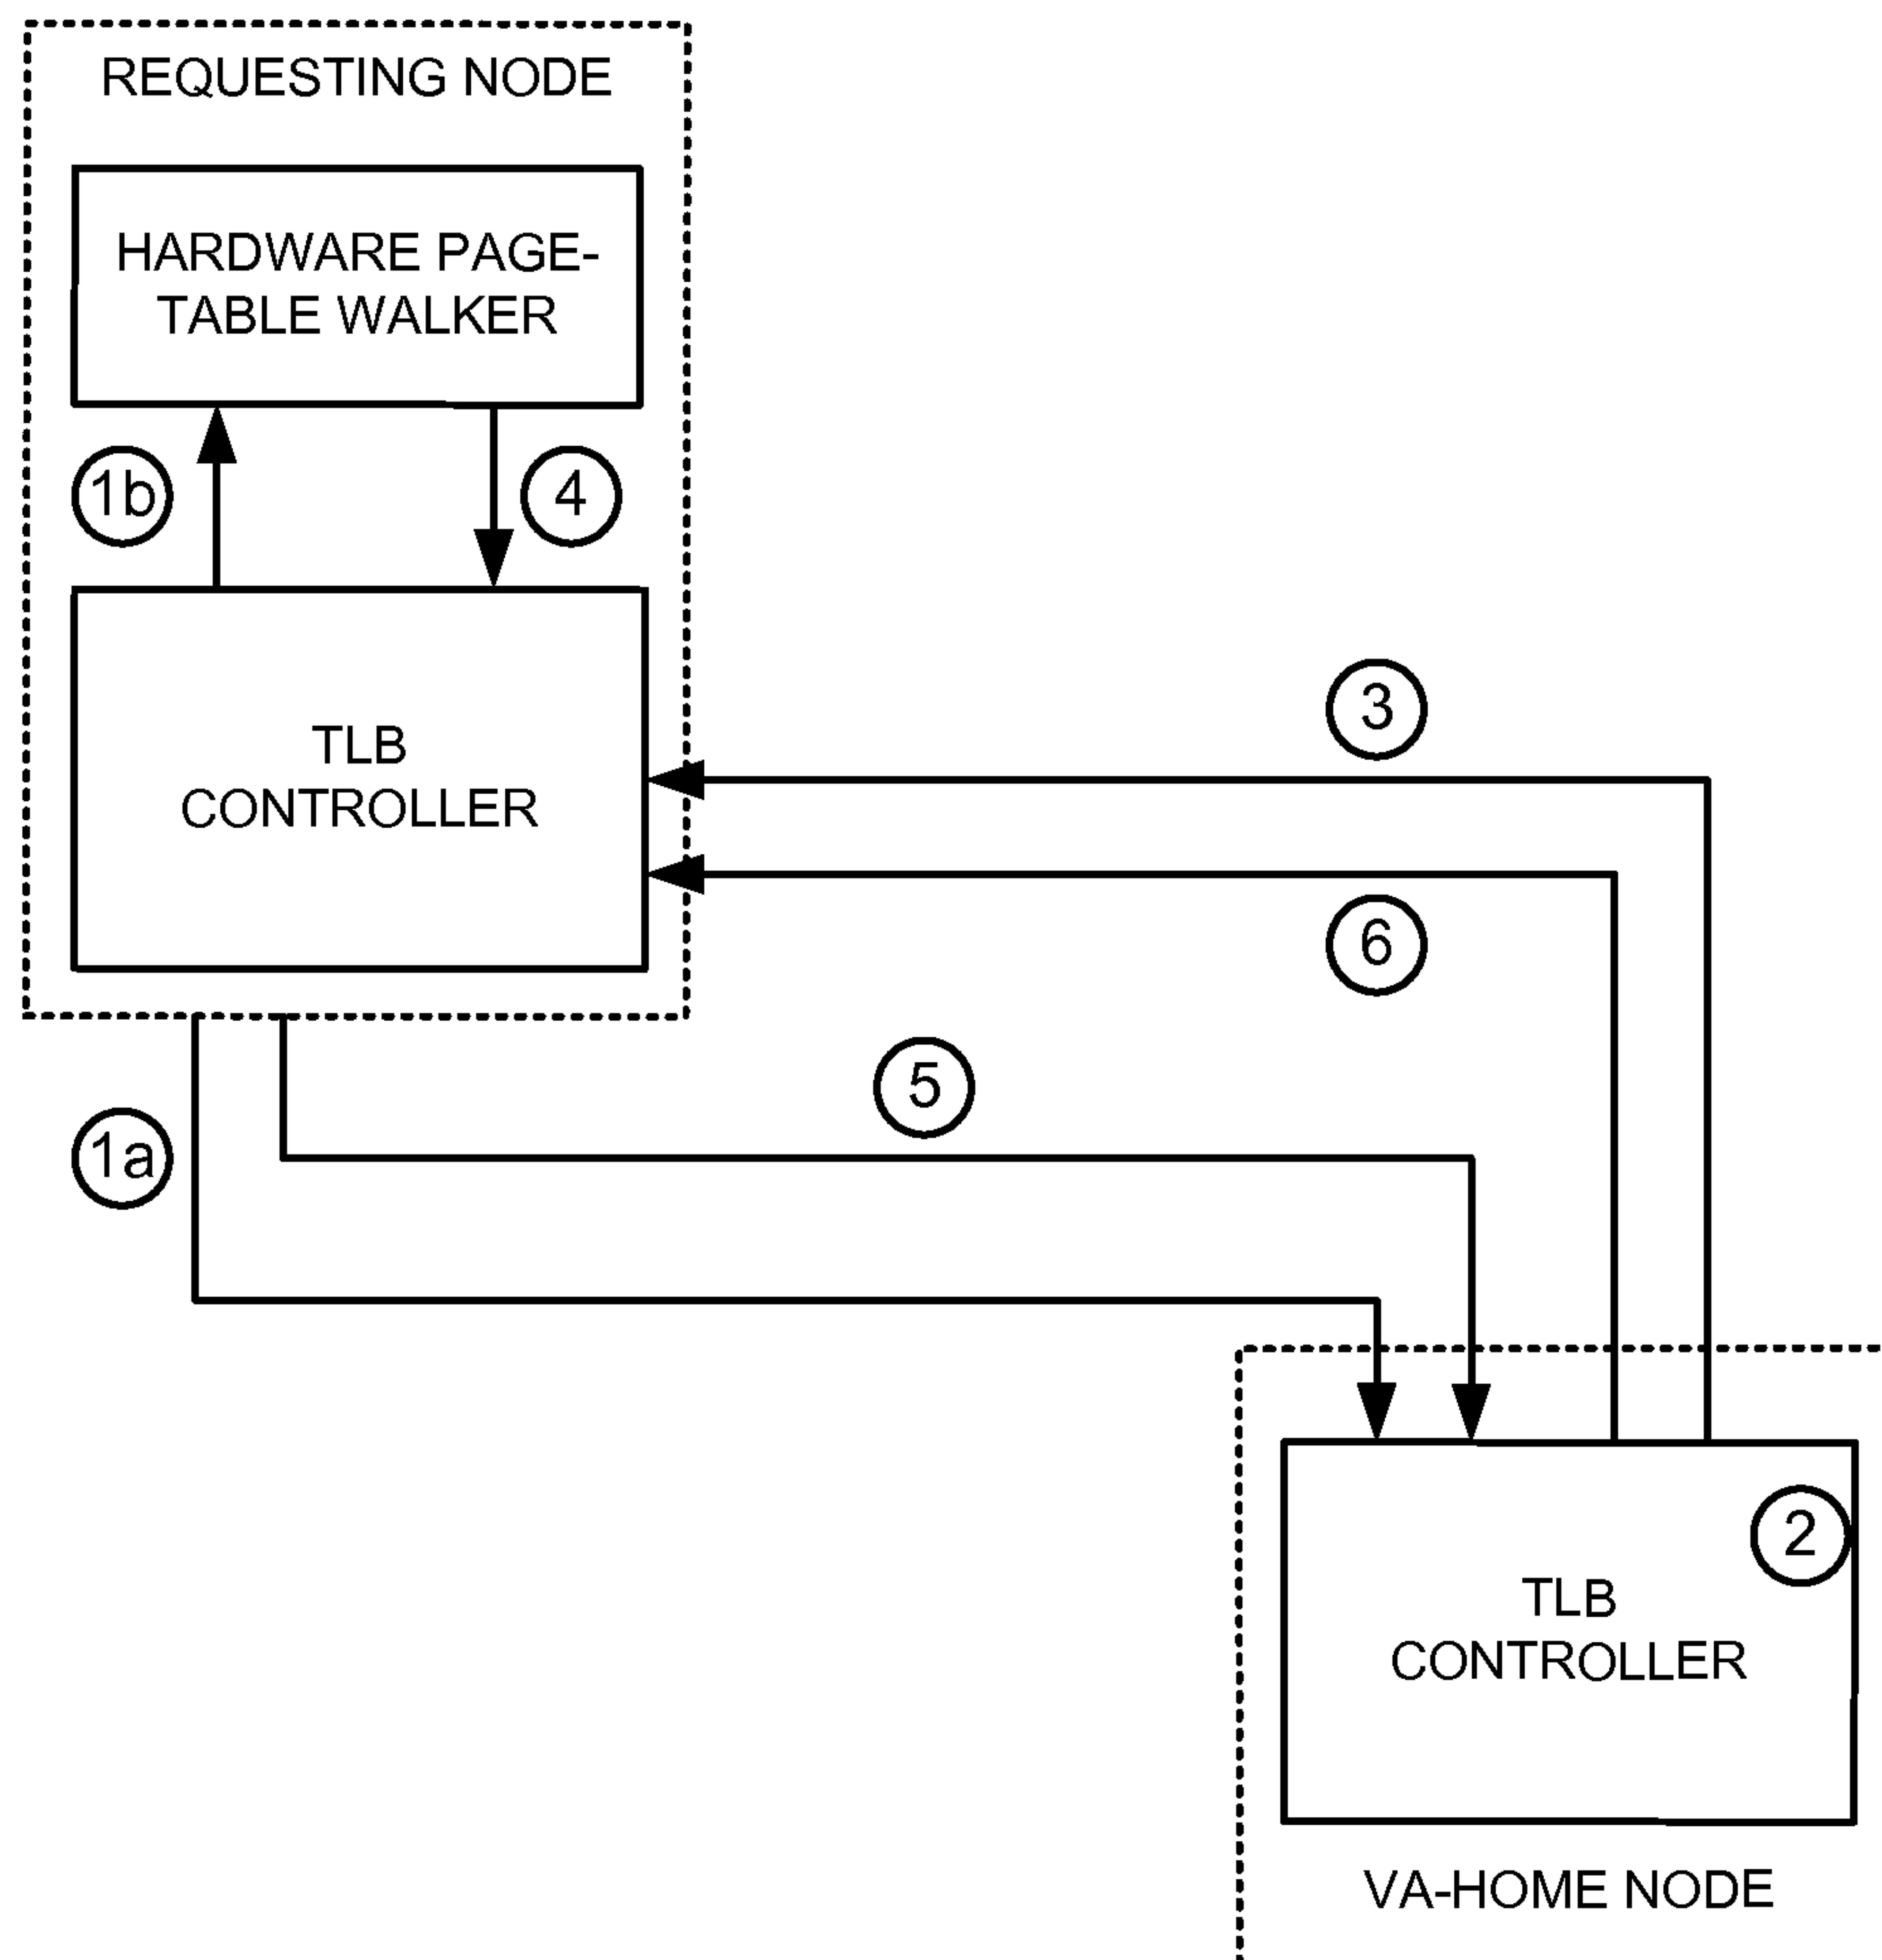 REQUESTING NODE
HARDWARE PAGE-
TABLE WALKER
1b
4
TLB
CONTROLLER
3
6
5
1a
2
TLB
CONTROLLER
VA-HOME NODE